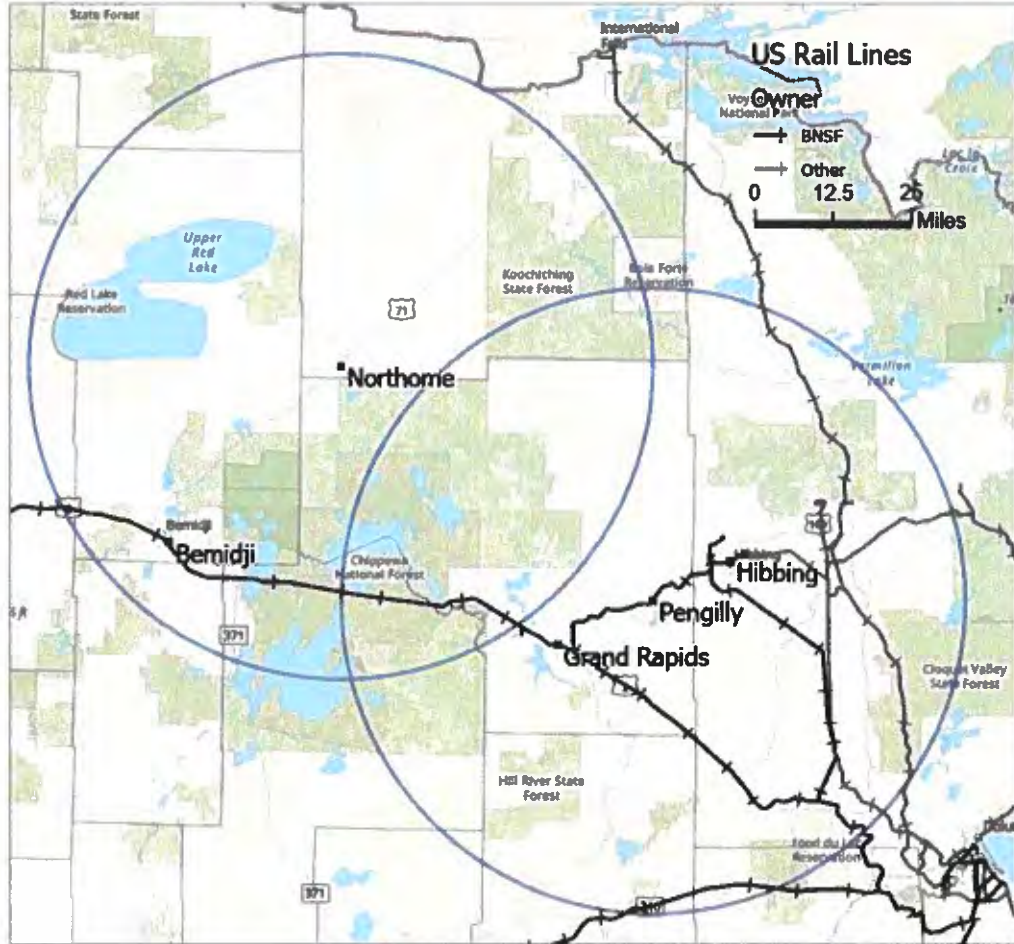 State Forest
International
Falls
US Rail Lines
Owner
National Park
BNSF
Other
Lac la
Croix
0 12.5 25
Miles
Upper
Red
Lake
Red Lake
Reservation
Koochiching
State Forest
Bois Forte
Reservation
71
Northome
Vermilion
Lake
Bemidji
Bemidji
Chippewa
National Forest
Hibbing
Hibbing
Pengilly
371
Grand Rapids
Cloquet Valley
State Forest
Hill River State
Forest
Fond du Lac
Reservation
371